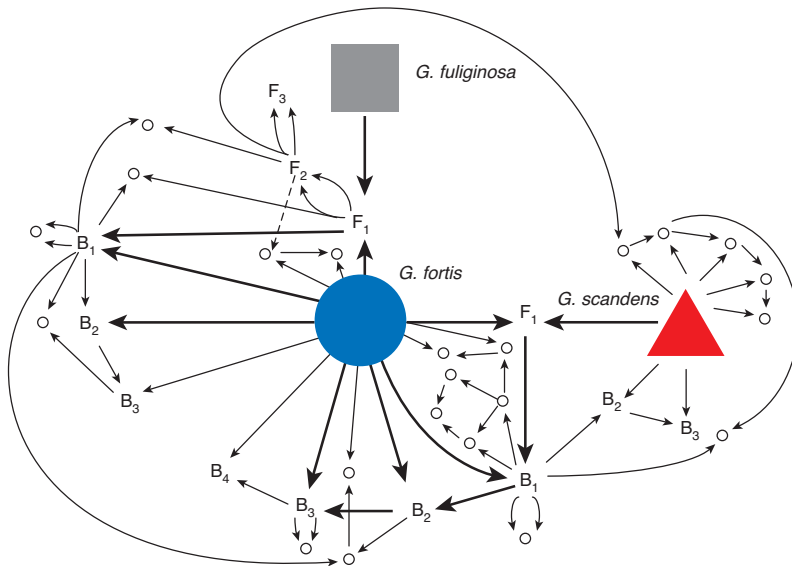 G. fuliginosa
F3
F2
F1
B1
G. fortis
G. scandens
F1
B2
B3
B2
B3
B4
B1
B3
B2